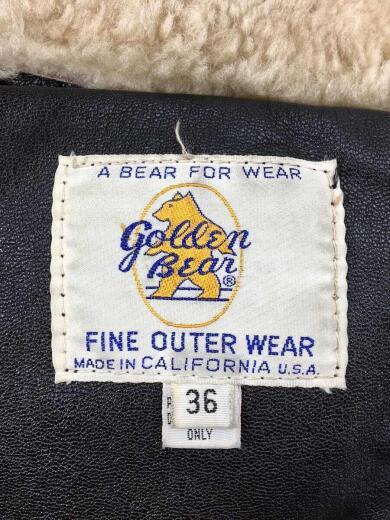 A BEAR FOR WEAR
Golden
Bear ®
FINE OUTER WEAR
MADE IN CALIFORNIA U.S.A.
36
ONLY